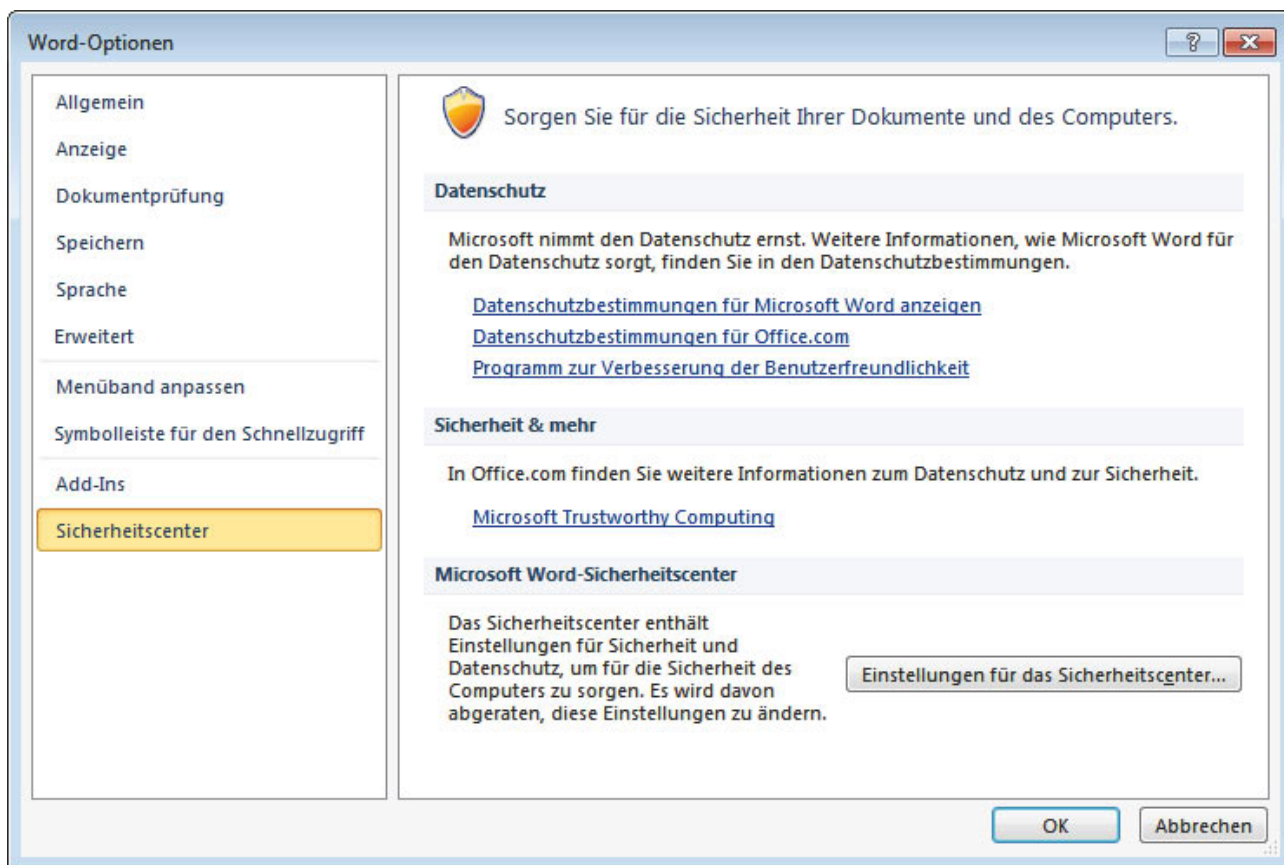 Word-Optionen
Allgemein
Anzeige
Dokumentprüfung
Speichern
Sprache
Erweitert
Menüband anpassen
Symbolleiste für den Schnellzugriff
Add-Ins
Sicherheitscenter
Sorgen Sie für die Sicherheit Ihrer Dokumente und des Computers.
Datenschutz
Microsoft nimmt den Datenschutz ernst. Weitere Informationen, wie Microsoft Word für
den Datenschutz sorgt, finden Sie in den Datenschutzbestimmungen.
Datenschutzbestimmungen für Microsoft Word anzeigen
Datenschutzbestimmungen für Office.com
Programm zur Verbesserung der Benutzerfreundlichkeit
Sicherheit & mehr
In Office.com finden Sie weitere Informationen zum Datenschutz und zur Sicherheit.
Microsoft Trustworthy Computing
Microsoft Word-Sicherheitscenter
Das Sicherheitscenter enthält
Einstellungen für Sicherheit und
Datenschutz, um für die Sicherheit des
Computers zu sorgen. Es wird davon
abgeraten, diese Einstellungen zu ändern.
Einstellungen für das Sicherheitscenter...
OK
Abbrechen